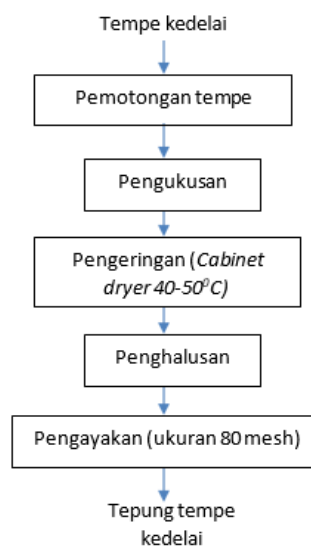 Tempe kedelai
Pemotongan tempe
Pengukusan
Pengeringan (Cabinet
dryer 40-50⁰C)
Penghalusan
Pengayakan (ukuran 80 mesh)
Tepung tempe
kedelai